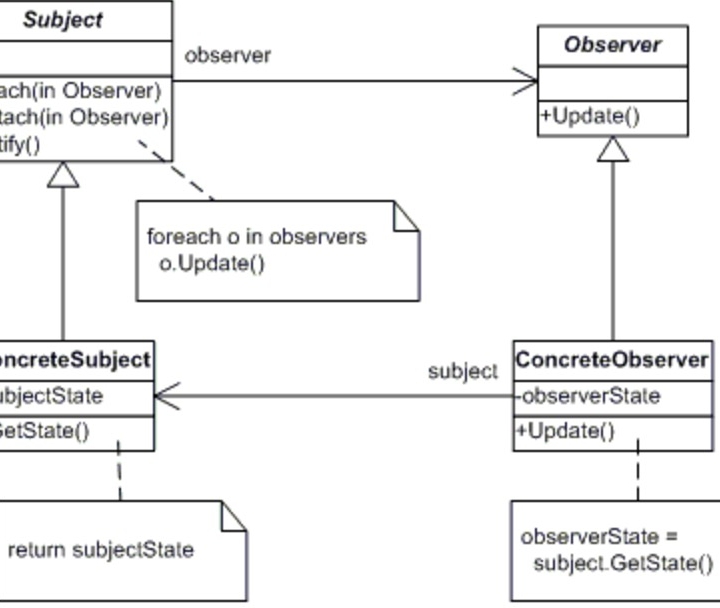 Subject
observer
Observer
ach(in Observer)
tach(in Observer)
tify()
+Update()
foreach o in observers
o.Update()
oncreteSubject
subject
ConcreteObserver
ubjectState
-observerState
GetState()
+Update()
return subjectState
observerState =
subject.GetState()